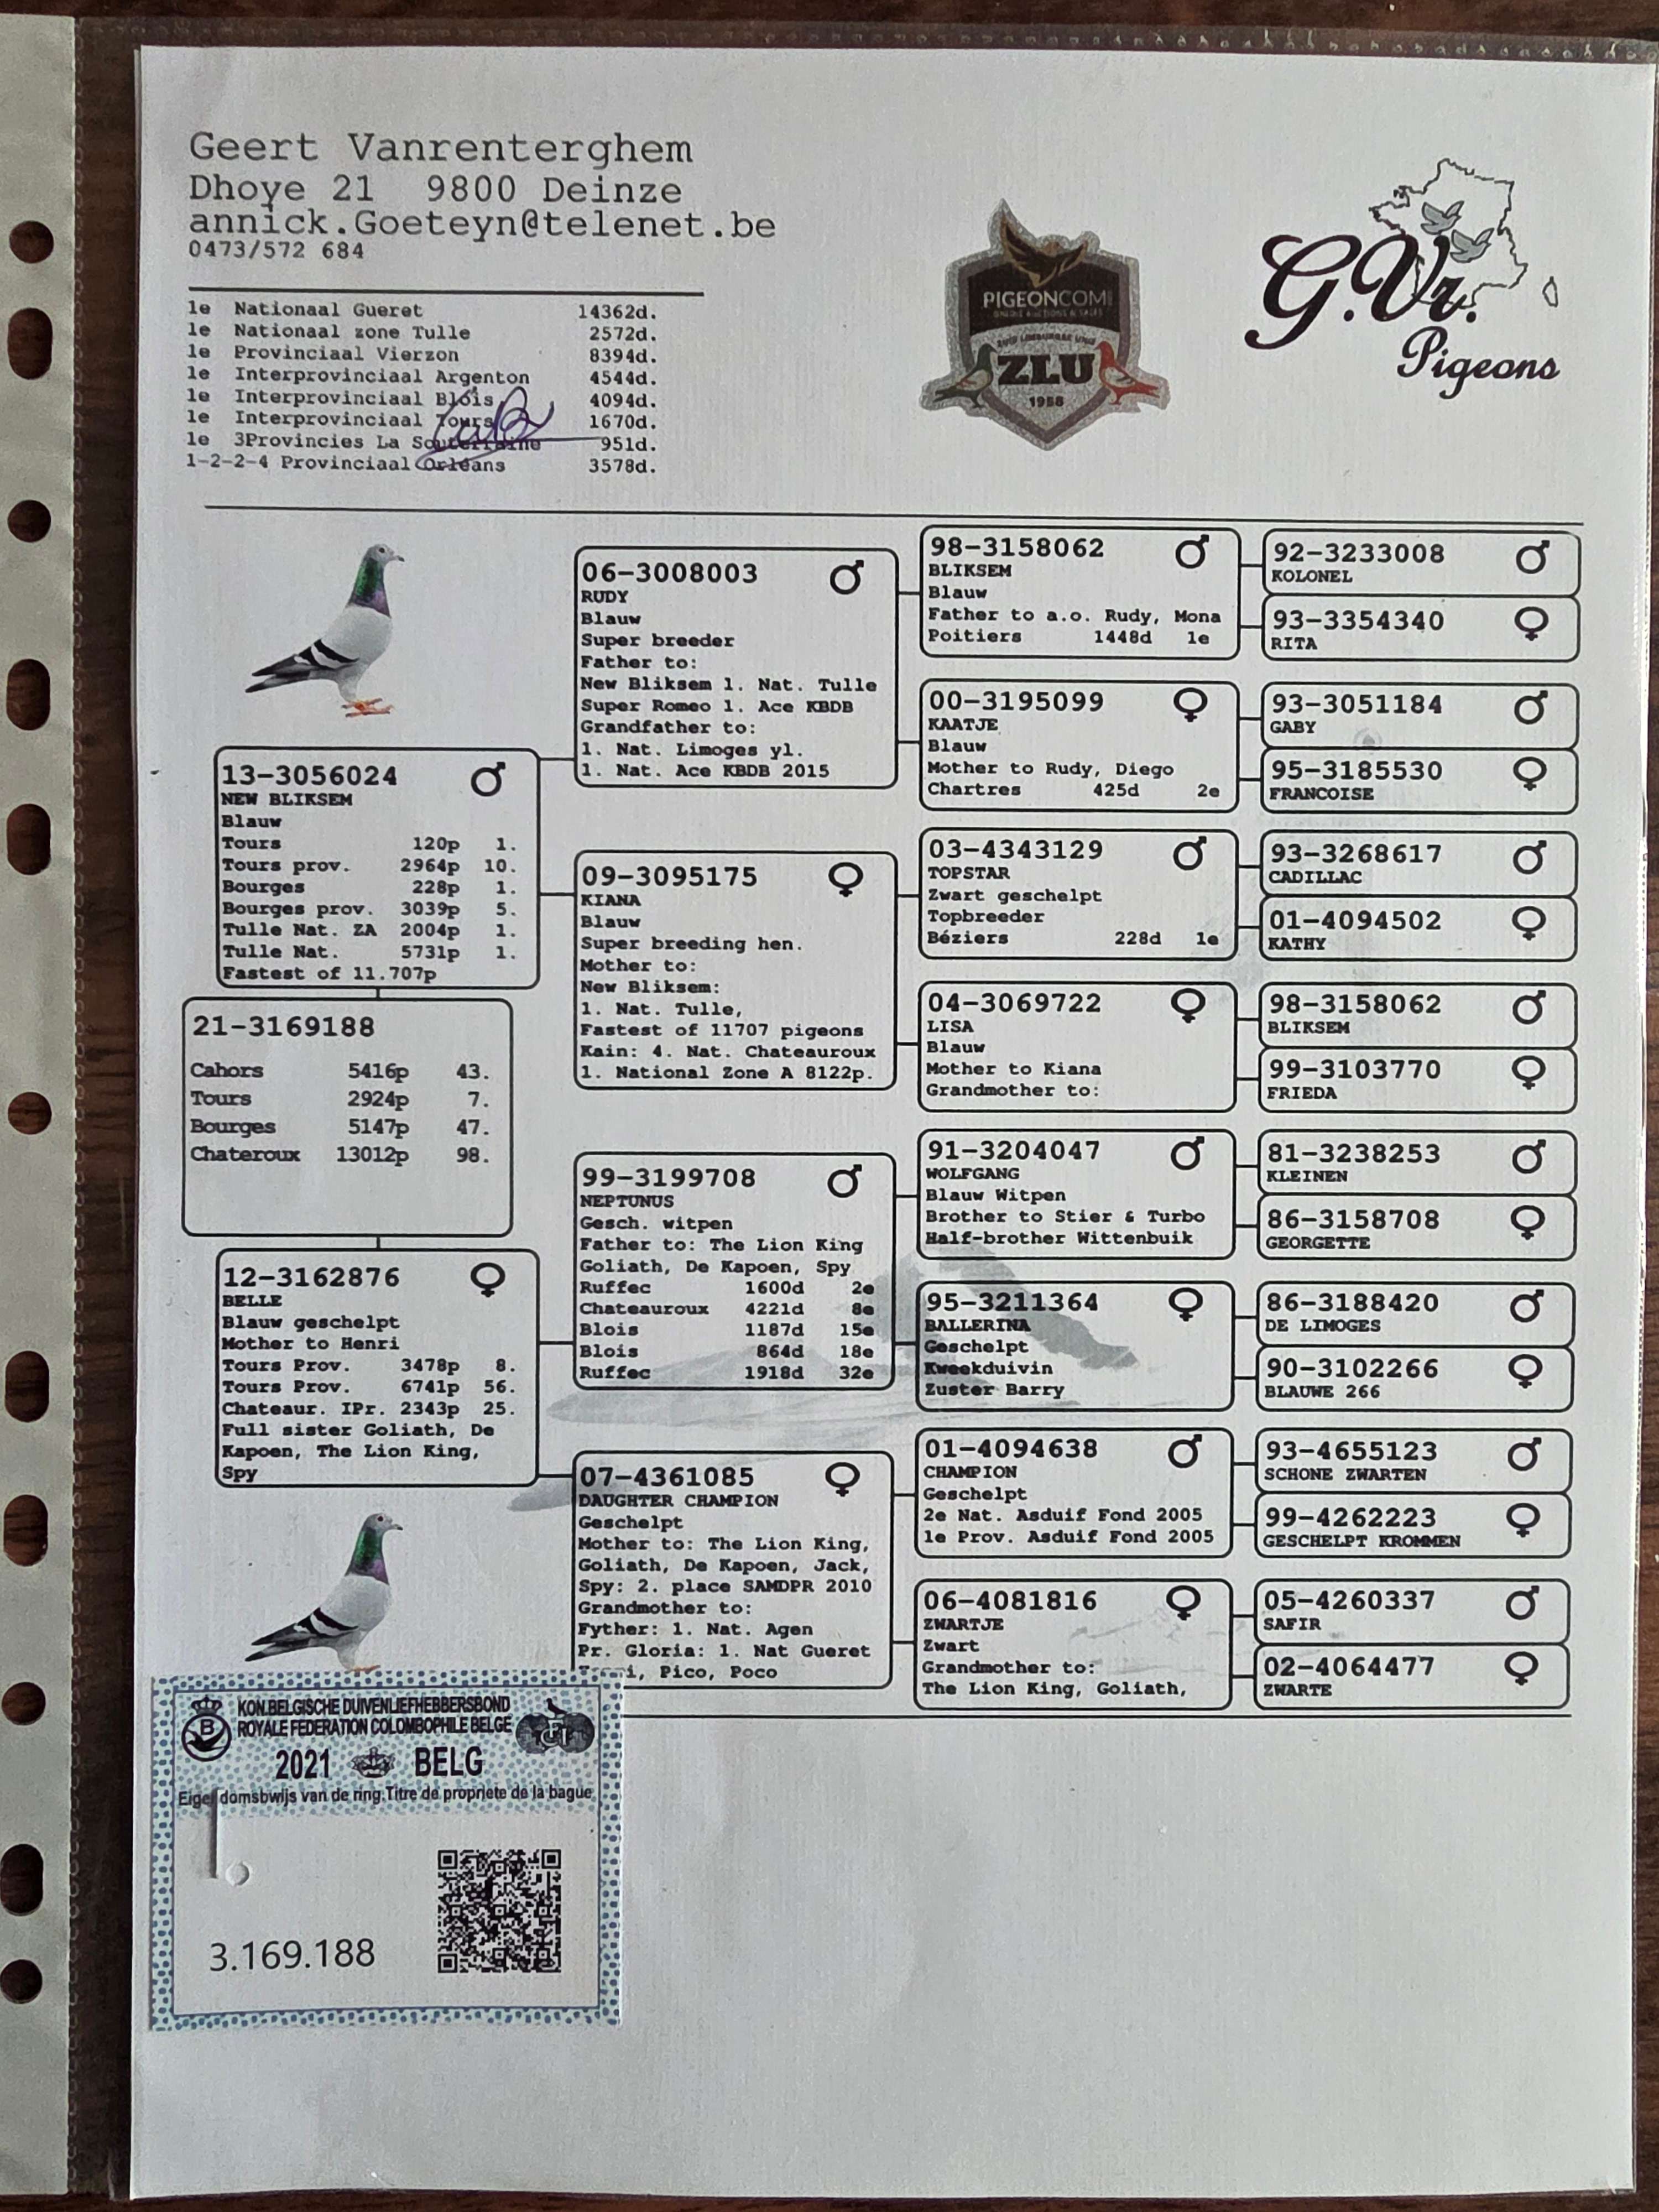 Geert Vanrenterghem
Dhoye 21 9800 Deinze
annick.Goeteyn@telenet.be
0473/572 684
1e Nationaal Gueret 14362d.
1e Nationaal zone Tulle 2572d.
1e Provinciaal Vierzon 8394d.
1e Interprovinciaal Argenton 4544d.
1e Interprovinciaal Blois 4094d.
1e Interprovinciaal Tours 1670d.
1e 3Provincies La Souterraine 951d.
1-2-2-4 Provinciaal Orléans 3578d.
PIGEONCOM
ZLU
1958
G.Vr.
Pigeons
13-3056024 ♂
NEW BLIKSEM
Blauw
Tours 120p 1.
Tours prov. 2964p 10.
Bourges 228p 1.
Bourges prov. 3039p 5.
Tulle Nat. ZA 2004p 1.
Tulle Nat. 5731p 1.
Fastest of 11.707p
21-3169188
Cahors 5416p 43.
Tours 2924p 7.
Bourges 5147p 47.
Chateroux 13012p 98.
12-3162876 ♀
BELLE
Blauw geschelpt
Mother to Henri
Tours Prov. 3478p 8.
Tours Prov. 6741p 56.
Chateaur. IPr. 2343p 25.
Full sister Goliath, De
Kapoen, The Lion King,
Spy
06-3008003 ♂
RUDY
Blauw
Super breeder
Father to:
New Bliksem 1. Nat. Tulle
Super Romeo 1. Ace KBDB
Grandfather to:
1. Nat. Limoges yl.
1. Nat. Ace KBDB 2015
09-3095175 ♀
KIANA
Blauw
Super breeding hen.
Mother to:
New Bliksem:
1. Nat. Tulle,
Fastest of 11707 pigeons
Kain: 4. Nat. Chateauroux
1. National Zone A 8122p.
99-3199708 ♂
NEPTUNUS
Gesch. witpen
Father to: The Lion King
Goliath, De Kapoen, Spy
Ruffec 1600d 2e
Chateauroux 4221d 8e
Blois 1187d 15e
Blois 864d 18e
Ruffec 1918d 32e
07-4361085 ♀
DAUGHTER CHAMPION
Geschelpt
Mother to: The Lion King,
Goliath, De Kapoen, Jack,
Spy: 2. place SAMDPR 2010
Grandmother to:
Fyther: 1. Nat. Agen
Pr. Gloria: 1. Nat Gueret
Pico, Poco
98-3158062 ♂
BLIKSEM
Blauw
Father to a.o. Rudy, Mona
Poitiers 1448d 1e
00-3195099 ♀
KAATJE
Blauw
Mother to Rudy, Diego
Chartres 425d 2e
03-4343129 ♂
TOPSTAR
Zwart geschelpt
Topbreeder
Béziers 228d 1e
04-3069722 ♀
LISA
Blauw
Mother to Kiana
Grandmother to:
91-3204047 ♂
WOLFGANG
Blauw Witpen
Brother to Stier & Turbo
Half-brother Wittenbuik
95-3211364 ♀
BALLERINA
Geschelpt
Kweekduivin
Zuster Barry
01-4094638 ♂
CHAMPION
Geschelpt
2e Nat. Asduif Fond 2005
1e Prov. Asduif Fond 2005
06-4081816 ♀
ZWARTJE
Zwart
Grandmother to:
The Lion King, Goliath,
92-3233008 ♂
KOLONEL
93-3354340 ♀
RITA
93-3051184 ♂
GABY
95-3185530 ♀
FRANCOISE
93-3268617 ♂
CADILLAC
01-4094502 ♀
KATHY
98-3158062 ♂
BLIKSEM
99-3103770 ♀
FRIEDA
81-3238253 ♂
KLEINEN
86-3158708 ♀
GEORGETTE
86-3188420 ♂
DE LIMOGES
90-3102266 ♀
BLAUWE 266
93-4655123 ♂
SCHONE ZWARTEN
99-4262223 ♀
GESCHELPT KROMMEN
05-4260337 ♂
SAFIR
02-4064477 ♀
ZWARTE
KON.BELGISCHE DUIVENLIEFHEBBERSBOND
ROYALE FEDERATION COLOMBOPHILE BELGE
B
FCI
2021 BELG
Eigendomsbwijs van de ring.Titre de propriete de la bague
3.169.188